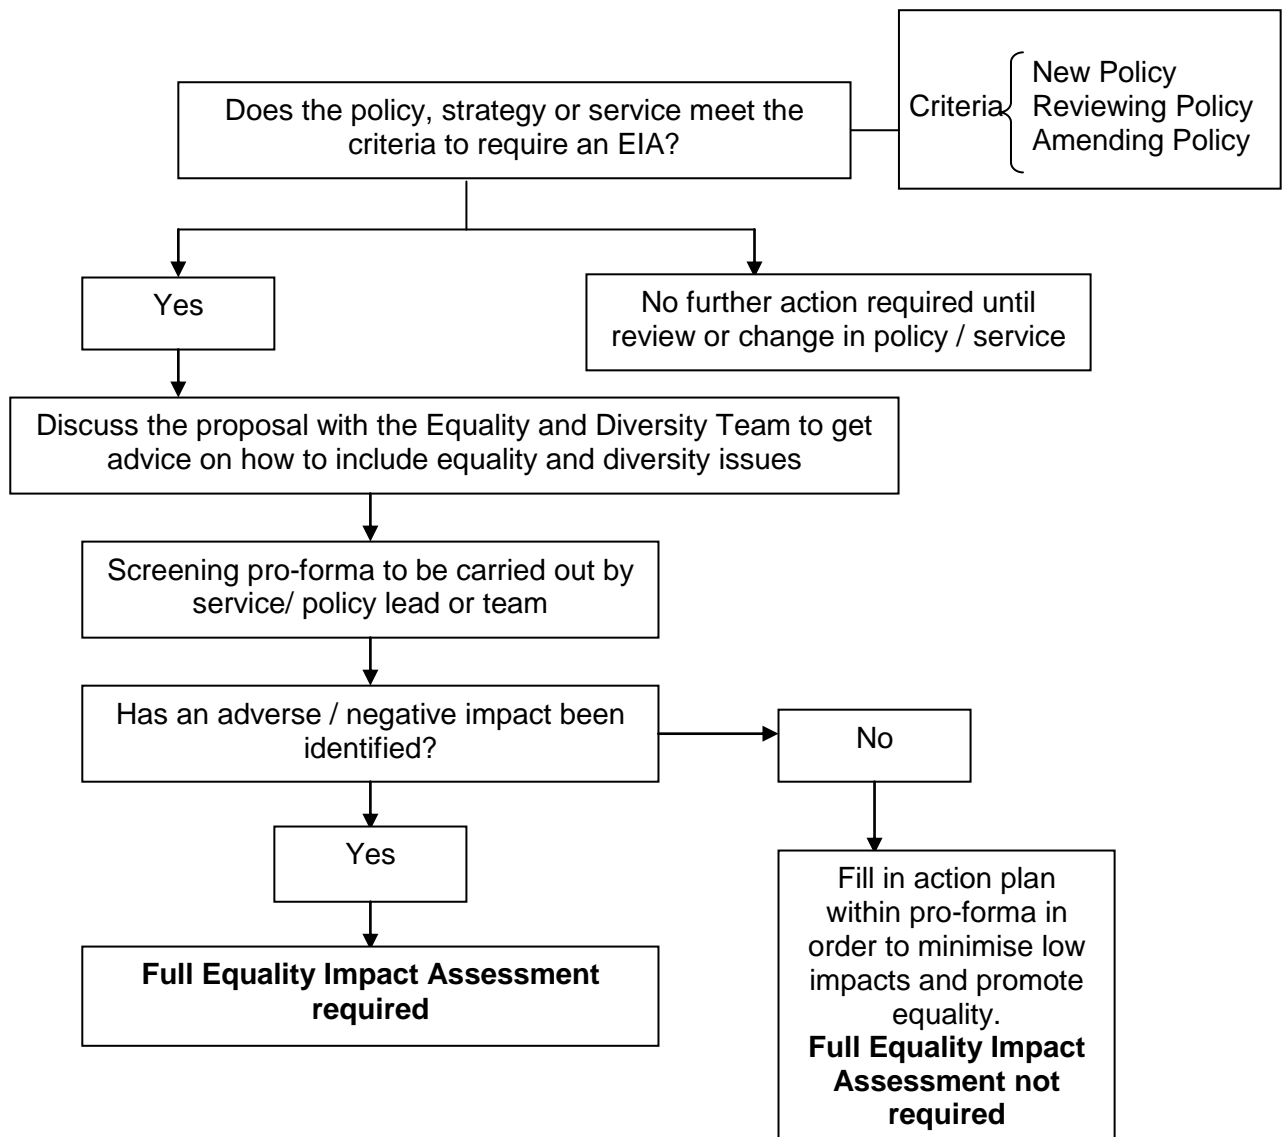 Does the policy, strategy or service meet the
criteria to require an EIA?
Criteria
New Policy
Reviewing Policy
Amending Policy
Yes
No further action required until
review or change in policy / service
Discuss the proposal with the Equality and Diversity Team to get
advice on how to include equality and diversity issues
Screening pro-forma to be carried out by
service/ policy lead or team
Has an adverse / negative impact been
identified?
No
Yes
Fill in action plan
within pro-forma in
order to minimise low
impacts and promote
equality.
Full Equality Impact
Assessment not
required
Full Equality Impact Assessment
required